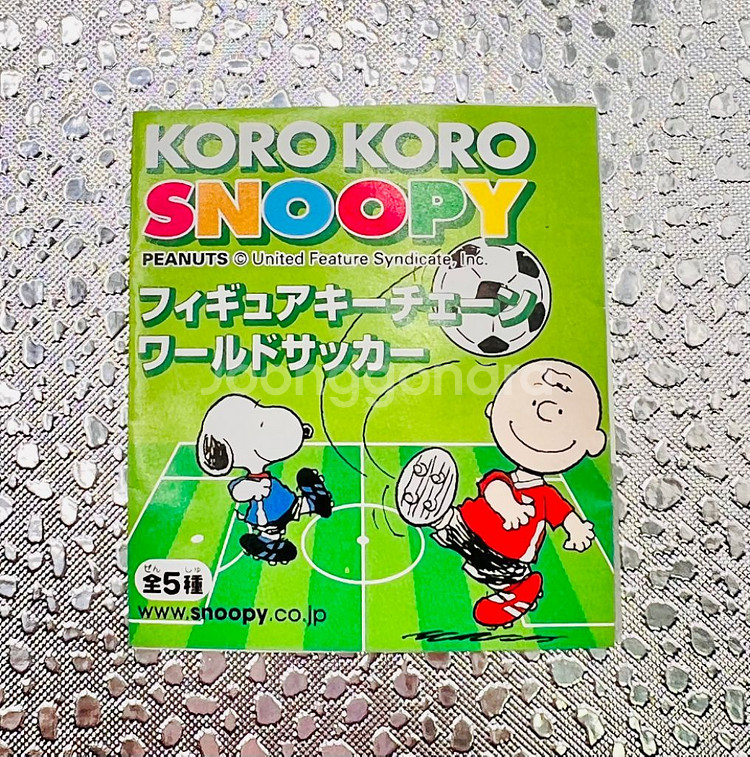 KORO KORO
SNOOPY
PEANUTS © United Feature Syndicate, Inc.
フィギュアキーチェーン
ワールドサッカー
joonggonara
ぜん しゅ
全5種
www.snoopy.co.jp